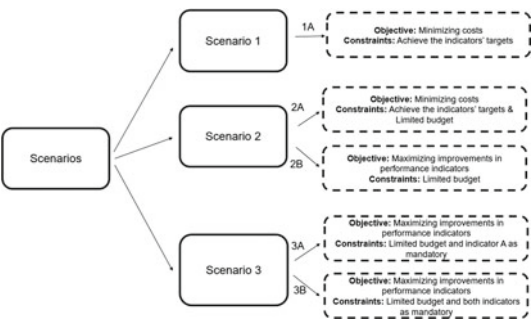 Scenarios
Scenario 1
1A
Objective: Minimizing costs
Constraints: Achieve the indicators' targets
Scenario 2
2A
Objective: Minimizing costs
Constraints: Achieve the indicators' targets &
Limited budget
2B
Objective: Maximizing improvements in
performance indicators
Constraints: Limited budget
Scenario 3
3A
Objective: Maximizing improvements in
performance indicators
Constraints: Limited budget and indicator A as
mandatory
3B
Objective: Maximizing improvements in
performance indicators
Constraints: Limited budget and both indicators
as mandatory